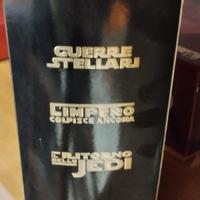 GUERRE
STELLARI
L'IMPERO
COLPISCE ANCORA
IL RITORNO
DELLO JEDI